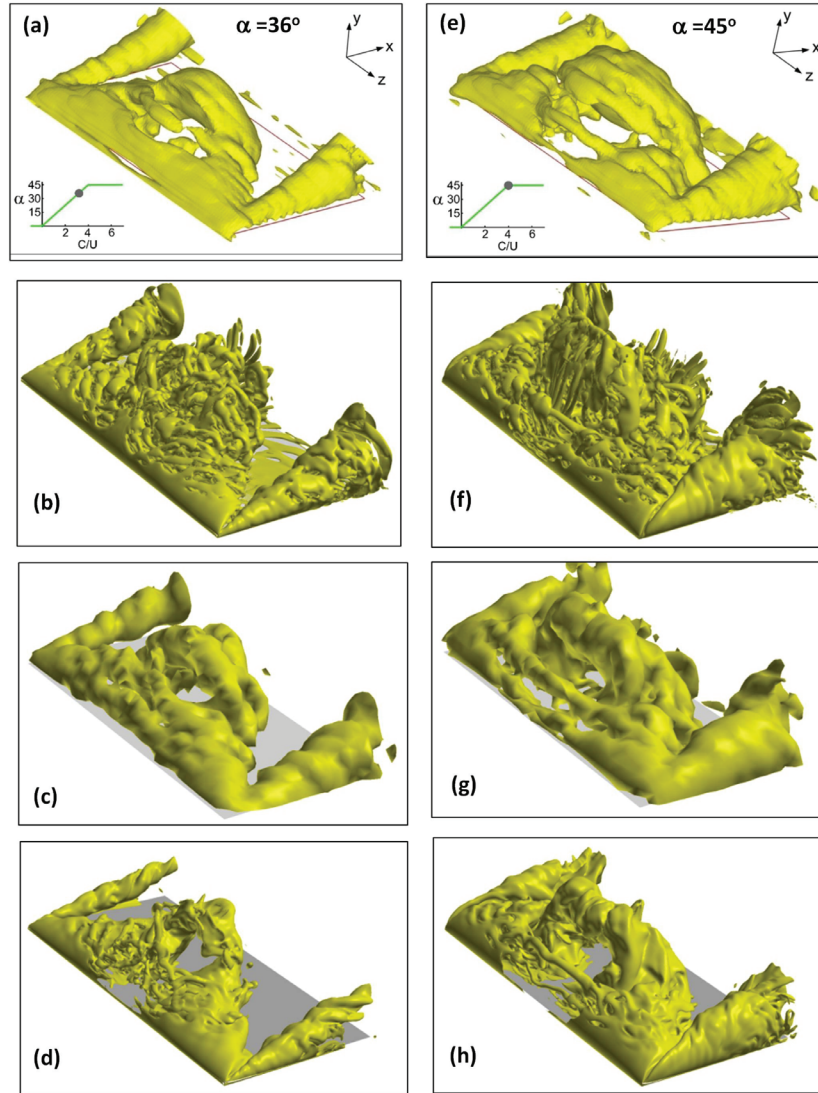 (a)
α =36°
y
x
z
45
30
15
α
2 4 6
C/U
(e)
α =45°
y
x
z
45
30
15
α
2 4 6
C/U
(b)
(f)
(c)
(g)
(d)
(h)